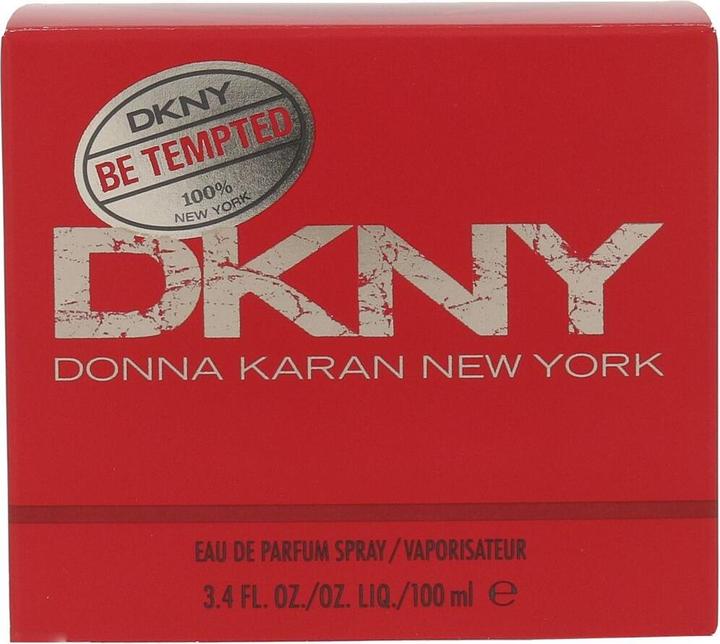 DKNY
BE TEMPTED
100%
NEW YORK
DKNY
DONNA KARAN NEW YORK
EAU DE PARFUM SPRAY/VAPORISATEUR
3.4 FL. OZ./OZ. LIQ./100 ml ℮